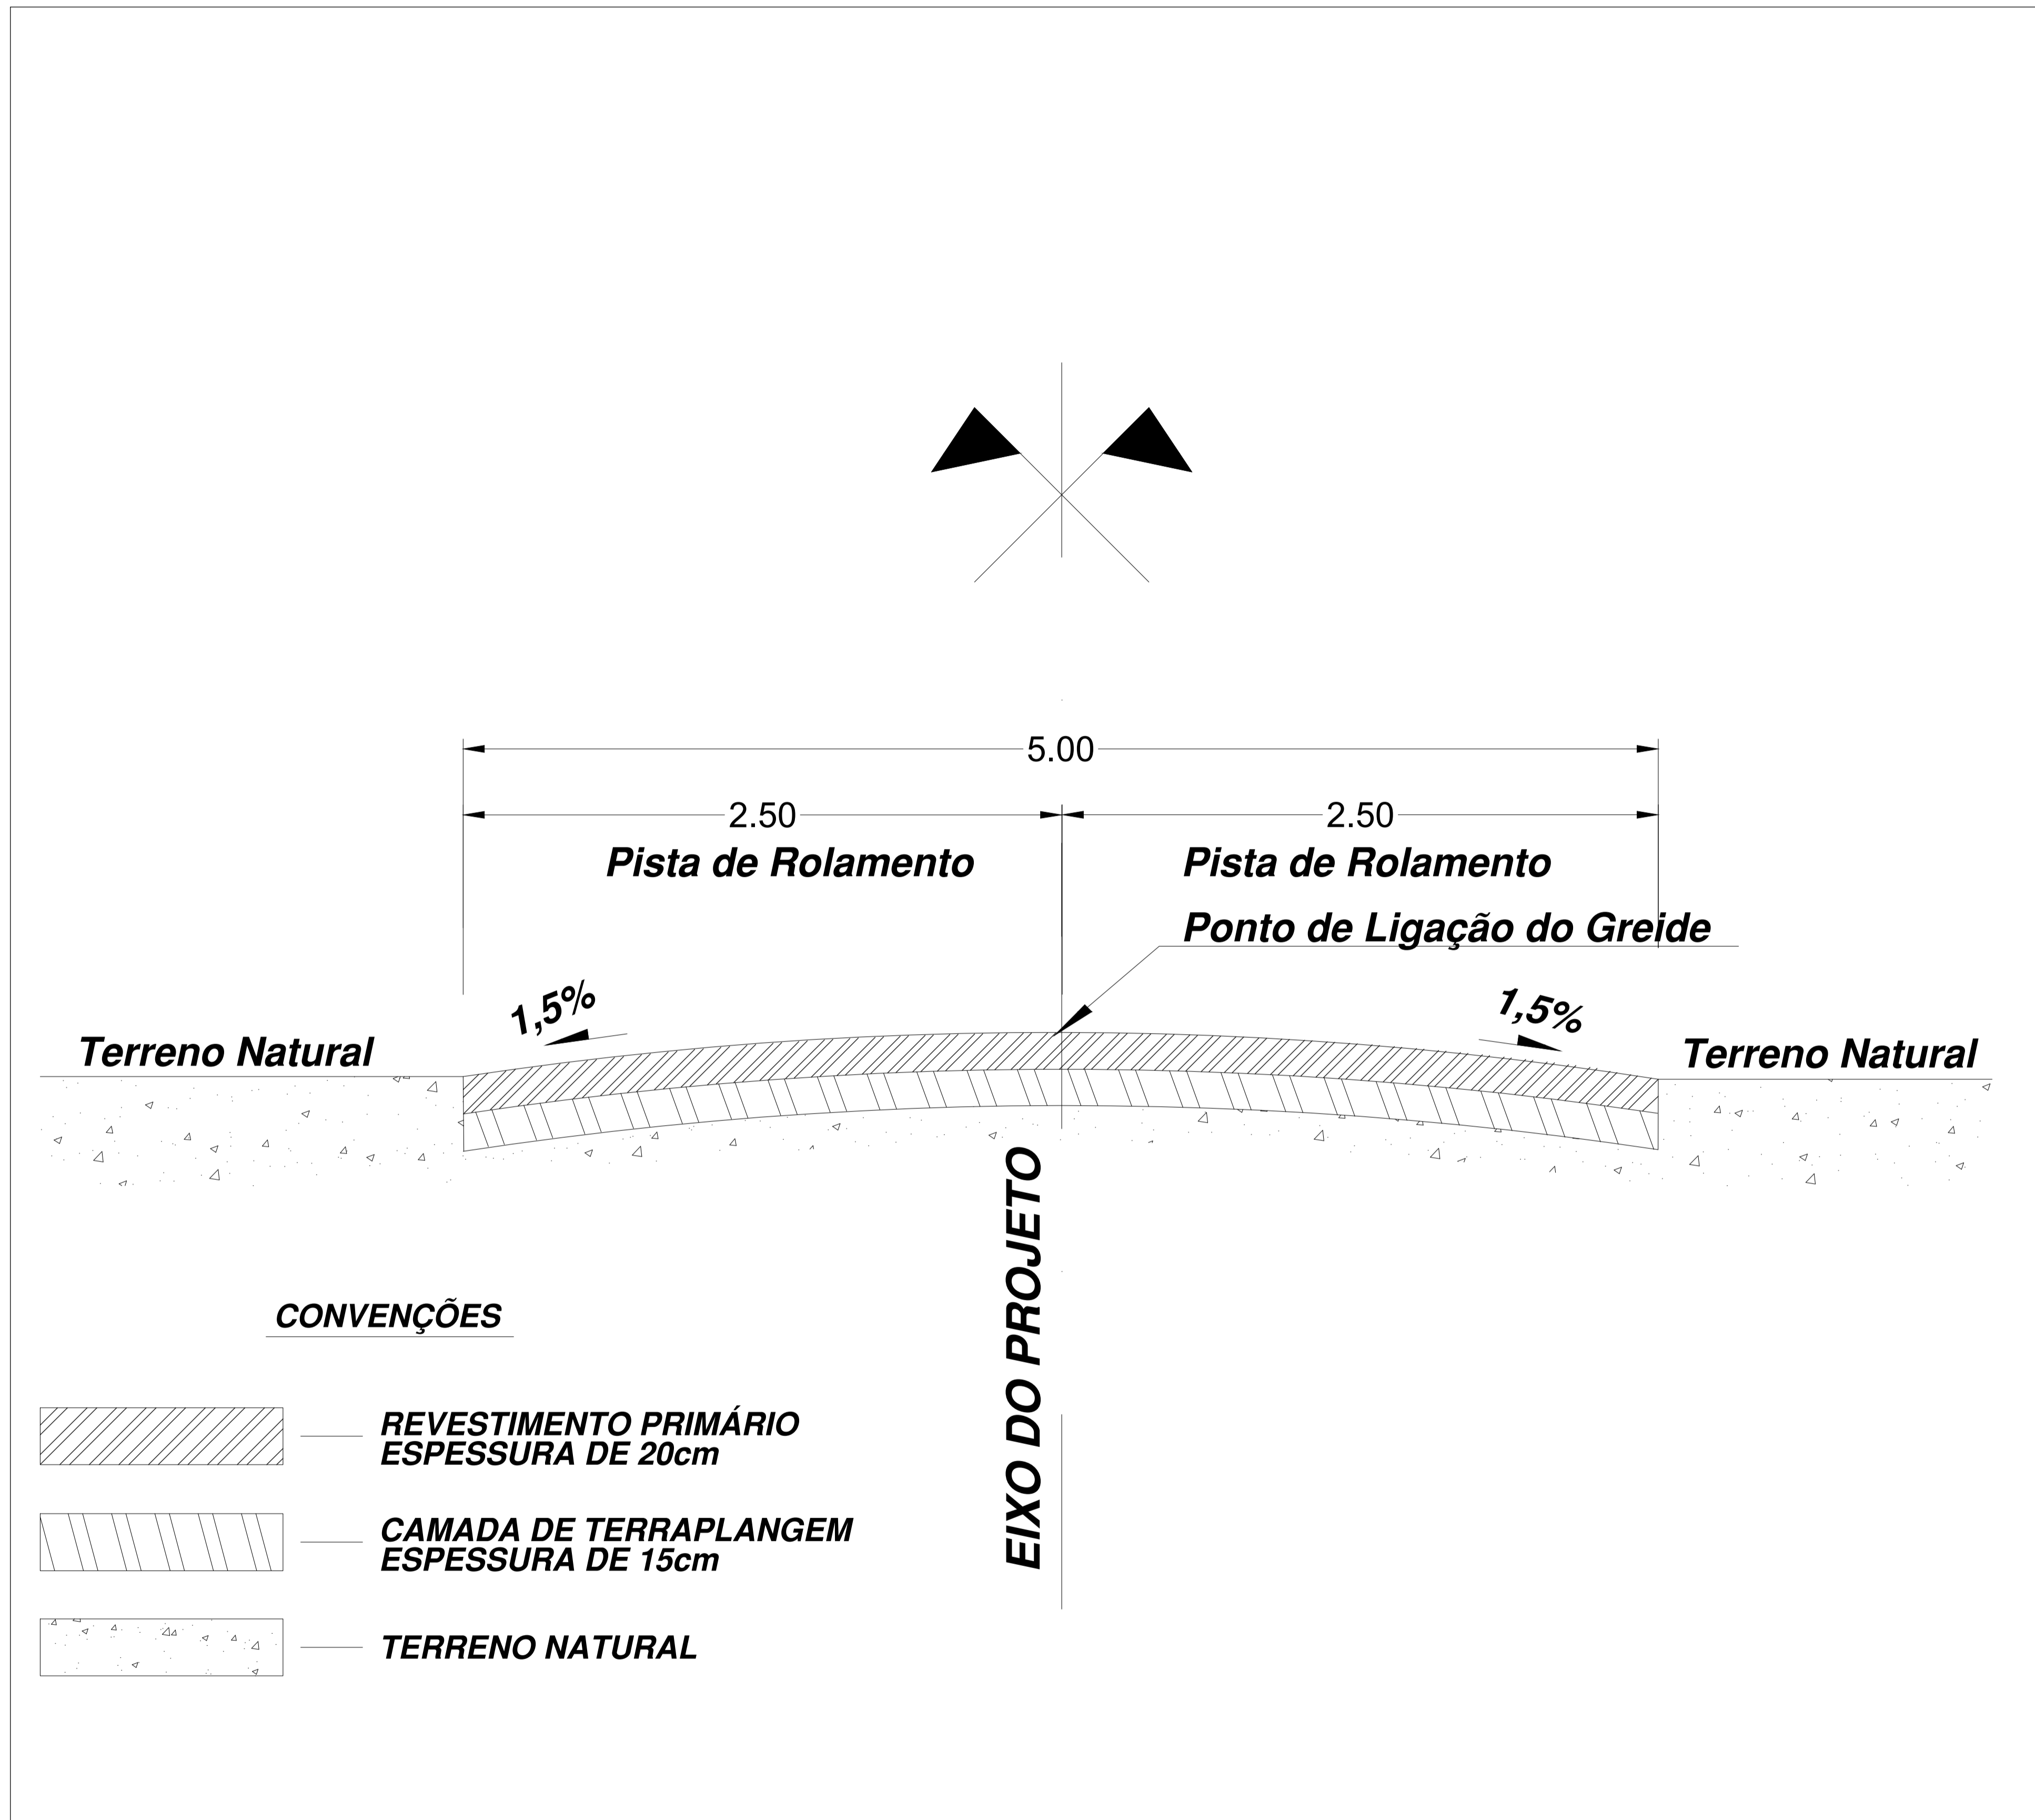 5.00
2.50
2.50
Pista de Rolamento
Pista de Rolamento
Ponto de Ligação do Greide
1,5%
1,5%
Terreno Natural
Terreno Natural
EIXO DO PROJETO
CONVENÇÕES
REVESTIMENTO PRIMÁRIO
ESPESSURA DE 20cm
CAMADA DE TERRAPLANGEM
ESPESSURA DE 15cm
TERRENO NATURAL